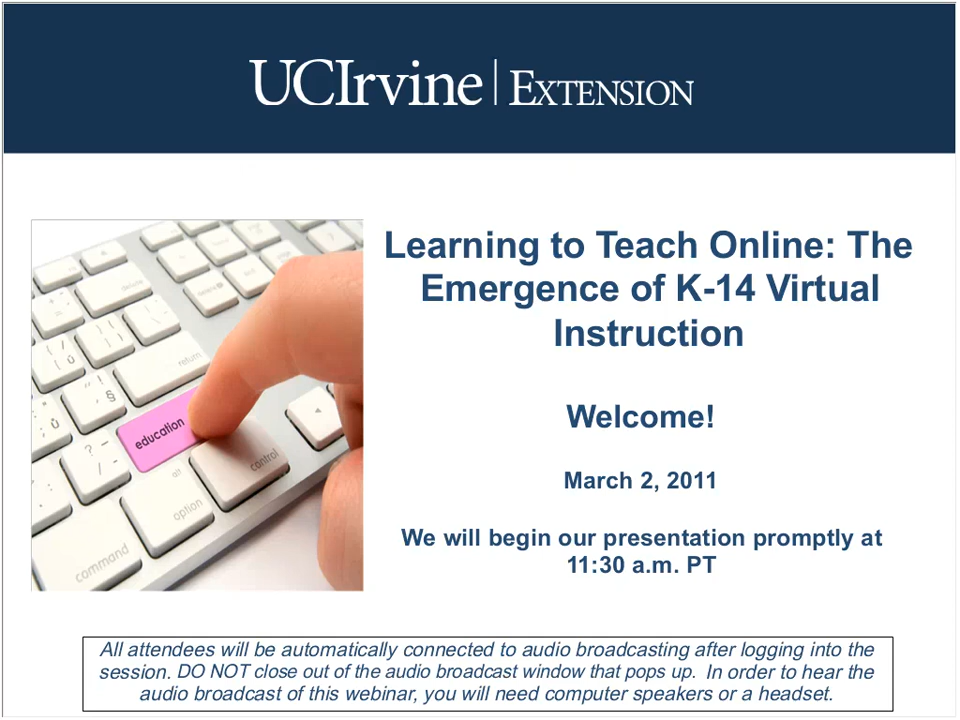 UCIrvine | EXTENSION
Learning to Teach Online: The
Emergence of K-14 Virtual
Instruction
Welcome!
March 2, 2011
We will begin our presentation promptly at
11:30 a.m. PT
delete
return
education
alt
option
control
command
All attendees will be automatically connected to audio broadcasting after logging into the
session. DO NOT close out of the audio broadcast window that pops up. In order to hear the
audio broadcast of this webinar, you will need computer speakers or a headset.